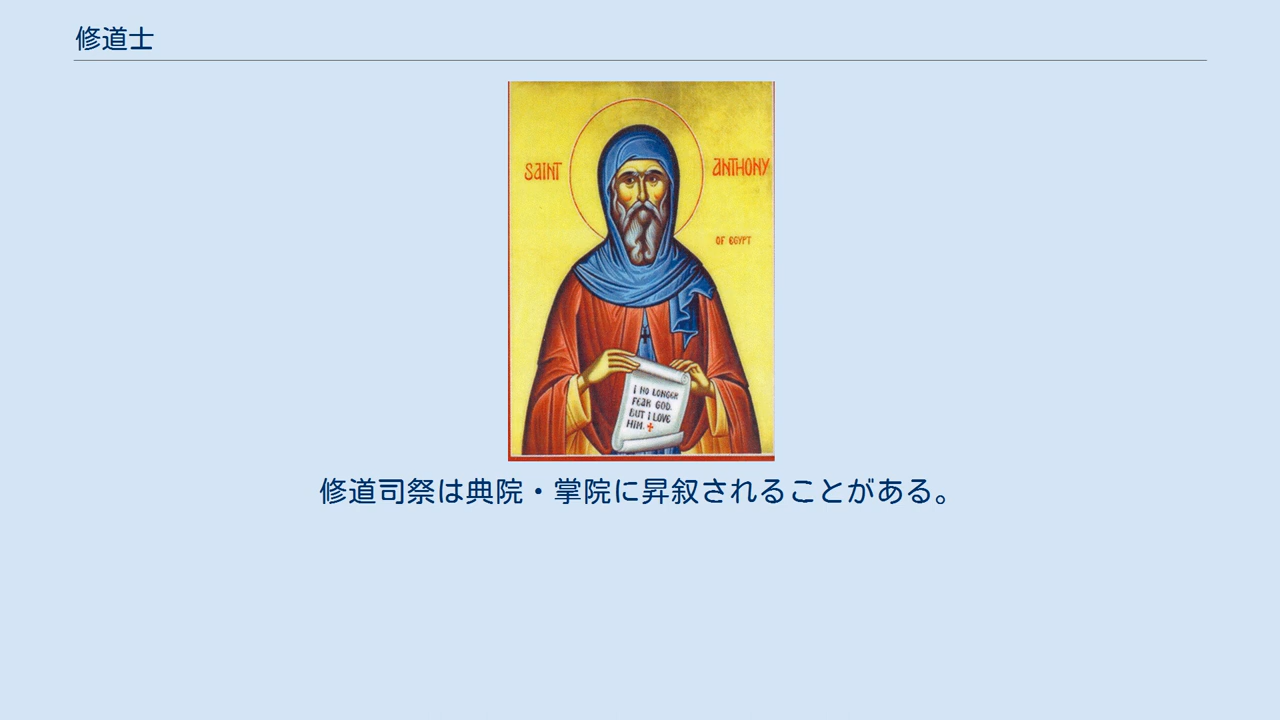 修道士
SAINT ANTHONY
OF EGYPT
I NO LONGER
FEAR GOD.
BUT I LOVE
HIM.
修道司祭は典院・掌院に昇叙されることがある。